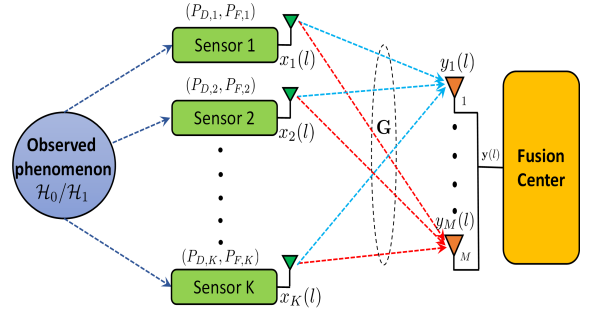 (P_{D,1}, P_{F,1})
Sensor 1
x_1(l)
(P_{D,2}, P_{F,2})
Sensor 2
x_2(l)
(P_{D,K}, P_{F,K})
Sensor K
x_K(l)
Observed
phenomenon
\mathcal{H}_0/\mathcal{H}_1
G
y_1(l)
1
y_M(l)
M
y(l)
Fusion
Center